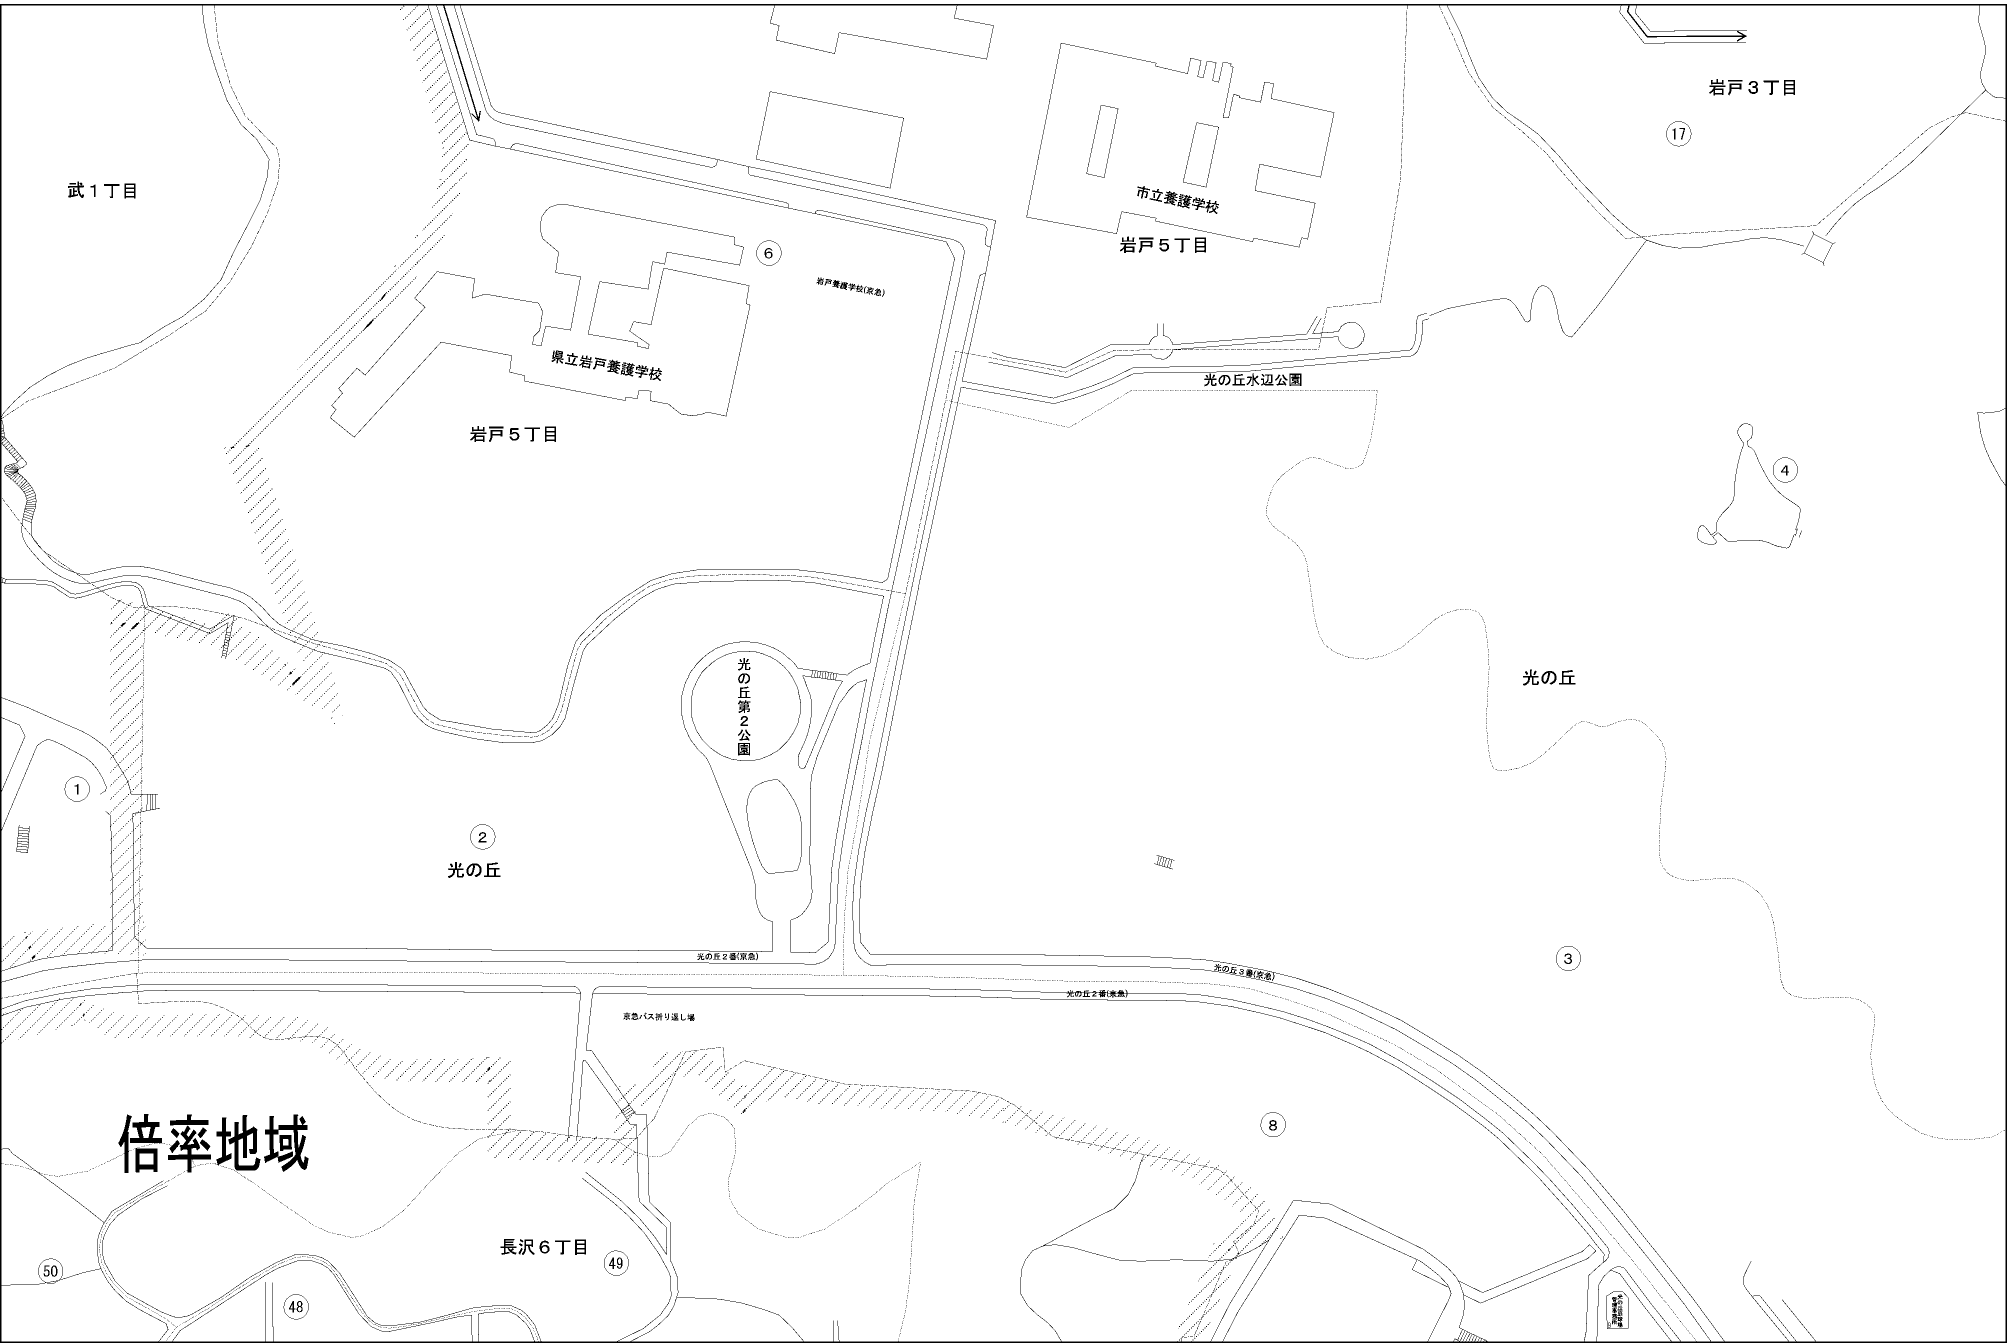 岩戸３丁目
17
武１丁目
市立養護学校
岩戸５丁目
6
岩戸養護学校(京急)
県立岩戸養護学校
光の丘水辺公園
岩戸５丁目
4
光の丘第２公園
光の丘
1
2
光の丘
光の丘２番(京急)
光の丘３番(京急)
3
光の丘２番(京急)
京急バス折り返し場
8
倍率地域
長沢６丁目
49
50
48